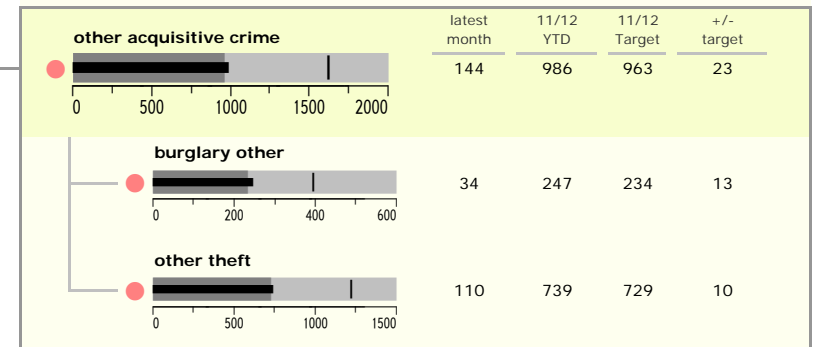 latest 11/12 11/12 +/-
other acquisitive crime month YTD Target target
144 986 963 23
0 500 1000 1500 2000
burglary other
34 247 234 13
0 200 400 600
other theft
110 739 729 10
0 500 1000 1500